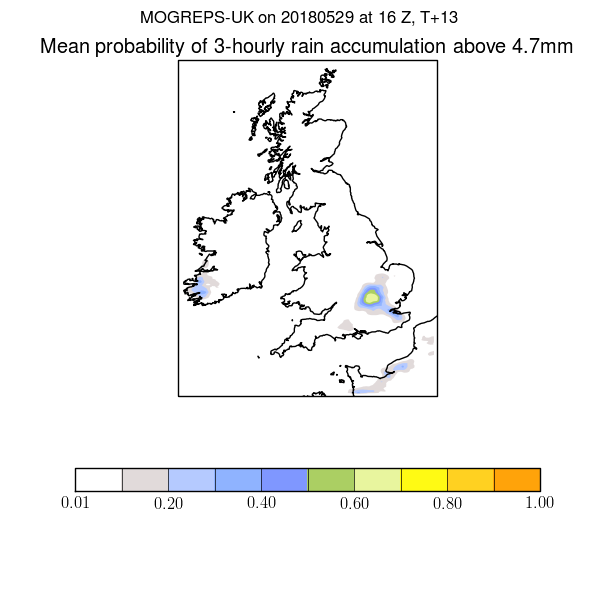 MOGREPS-UK on 20180529 at 16 Z, T+13
Mean probability of 3-hourly rain accumulation above 4.7mm
0.01 0.20 0.40 0.60 0.80 1.00